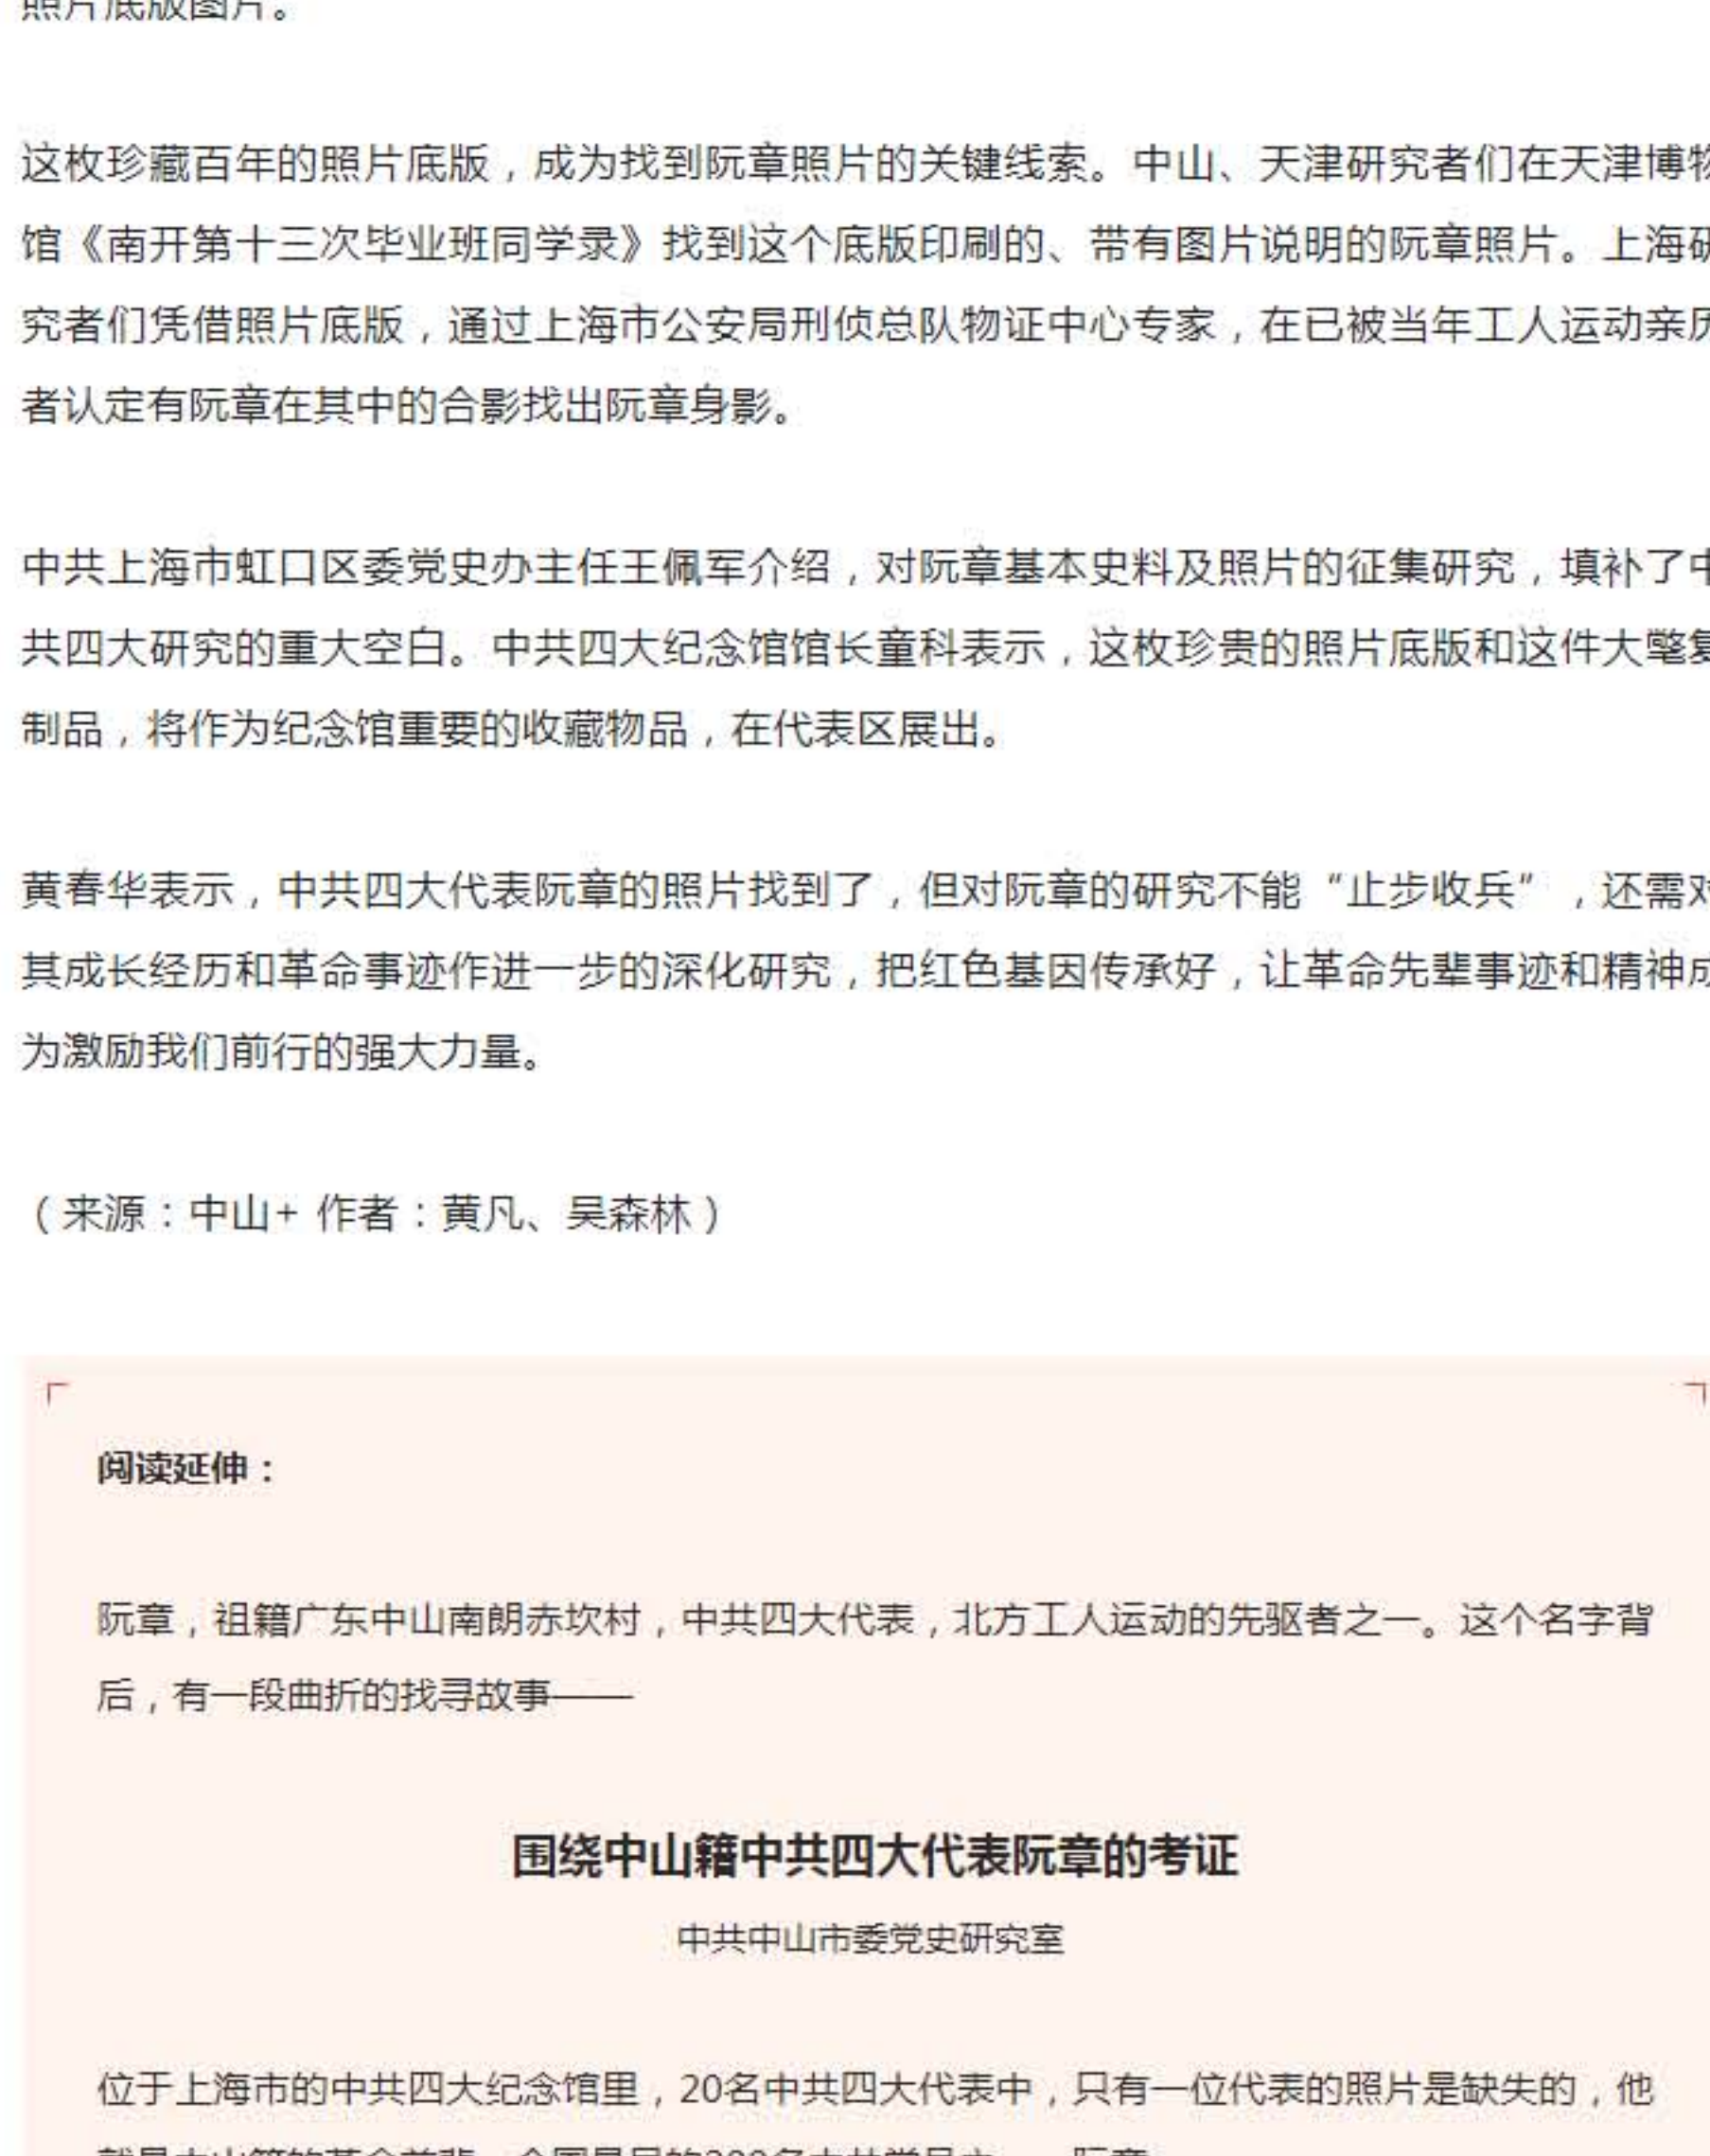 照片底版图片。
这枚珍藏百年的照片底版，成为找到阮章照片的关键线索。中山、天津研究者们在天津博物
馆《南开第十三次毕业班同学录》找到这个底版印刷的、带有图片说明的阮章照片。上海研
究者们凭借照片底版，通过上海市公安局刑侦总队物证中心专家，在已被当年工人运动亲历
者认定有阮章在其中的合影找出阮章身影。
中共上海市虹口区委党史办主任王佩军介绍，对阮章基本史料及照片的征集研究，填补了中
共四大研究的重大空白。中共四大纪念馆馆长童科表示，这枚珍贵的照片底版和这件大氅复
制品，将作为纪念馆重要的收藏物品，在代表区展出。
黄春华表示，中共四大代表阮章的照片找到了，但对阮章的研究不能“止步收兵”，还需对
其成长经历和革命事迹作进一步的深化研究，把红色基因传承好，让革命先辈事迹和精神成
为激励我们前行的强大力量。
（来源：中山+ 作者：黄凡、吴森林）
阅读延伸：
阮章，祖籍广东中山南朗赤坎村，中共四大代表，北方工人运动的先驱者之一。这个名字背
后，有一段曲折的找寻故事——
围绕中山籍中共四大代表阮章的考证
中共中山市委党史研究室
位于上海市的中共四大纪念馆里，20名中共四大代表中，只有一位代表的照片是缺失的，他